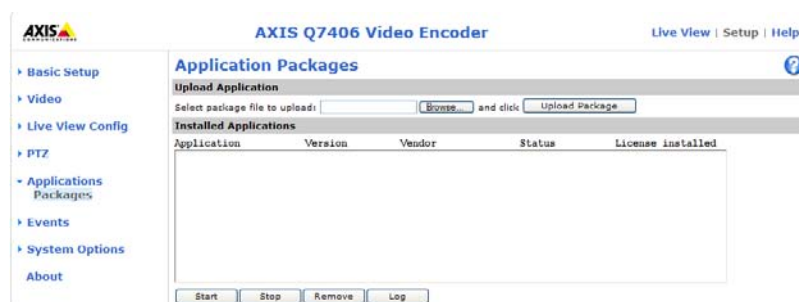 AXIS
COMMUNICATIONS
AXIS Q7406 Video Encoder
Live View | Setup | Help
Basic Setup
Video
Live View Config
PTZ
Applications
Packages
Events
System Options
About
Application Packages
?
Upload Application
Select package file to upload: Browse... and click Upload Package
Installed Applications
Application Version Vendor Status License installed
Start Stop Remove Log